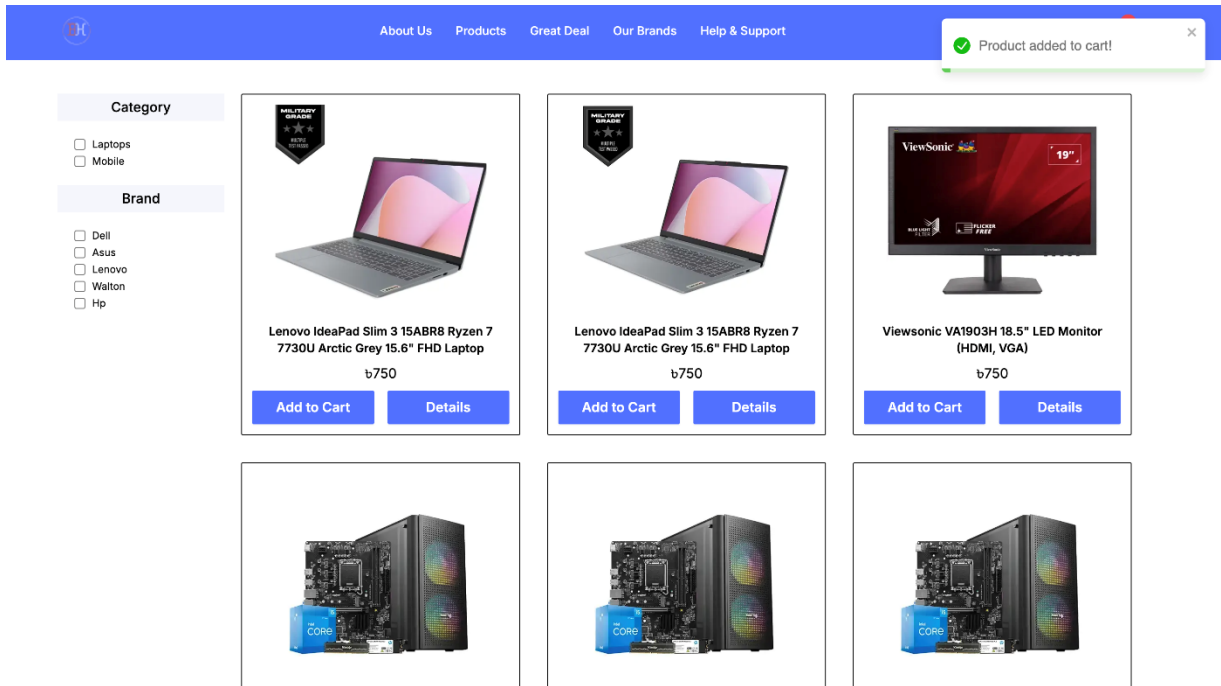 About Us Products Great Deal Our Brands Help & Support
Product added to cart!
Category
Laptops
Mobile
Brand
Dell
Asus
Lenovo
Walton
Hp
MILITARY
GRADE
Lenovo IdeaPad Slim 3 15ABR8 Ryzen 7
7730U Arctic Grey 15.6" FHD Laptop
৳750
Add to Cart Details
MILITARY
GRADE
Lenovo IdeaPad Slim 3 15ABR8 Ryzen 7
7730U Arctic Grey 15.6" FHD Laptop
৳750
Add to Cart Details
ViewSonic
19"
BLUE LIGHT
FILTER
FLICKER
FREE
Viewsonic VA1903H 18.5" LED Monitor
(HDMI, VGA)
৳750
Add to Cart Details
CORE
CORE
CORE